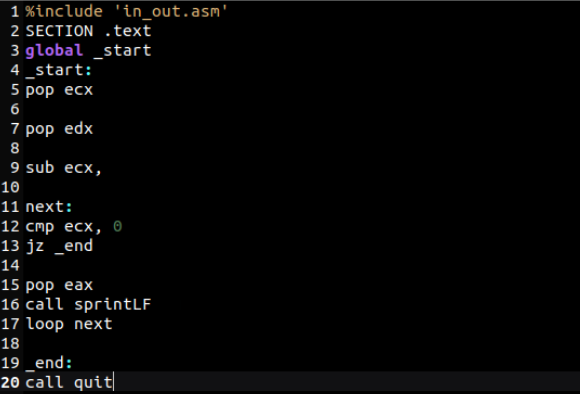 1 %include 'in_out.asm'
2 SECTION .text
3 global _start
4 _start:
5 pop ecx
6
7 pop edx
8
9 sub ecx,
10
11 next:
12 cmp ecx, 0
13 jz _end
14
15 pop eax
16 call sprintLF
17 loop next
18
19 _end:
20 call quit